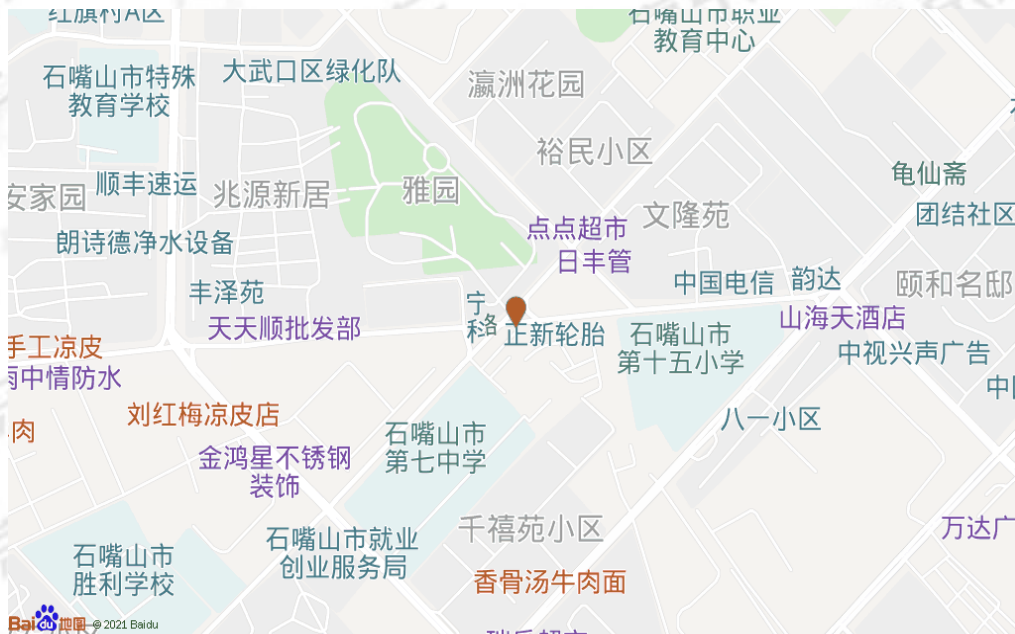 红旗村A区
石嘴山市职业
教育中心
石嘴山市特殊
教育学校
大武口区绿化队
瀛洲花园
裕民小区
龟仙斋
安家园
顺丰速运
兆源新居
雅园
点点超市
文隆苑
团结社区
朗诗德净水设备
日丰管
中国电信
韵达
颐和名邸
丰泽苑
宁
科
路
天天顺批发部
正新轮胎
石嘴山市
第十五小学
山海天酒店
手工凉皮
中视兴声广告
雨中情防水
刘红梅凉皮店
八一小区
肉
石嘴山市
第七中学
金鸿星不锈钢
装饰
千禧苑小区
万达广
石嘴山市就业
创业服务局
石嘴山市
胜利学校
香骨汤牛肉面
Bai du 地图 © 2021 Baidu